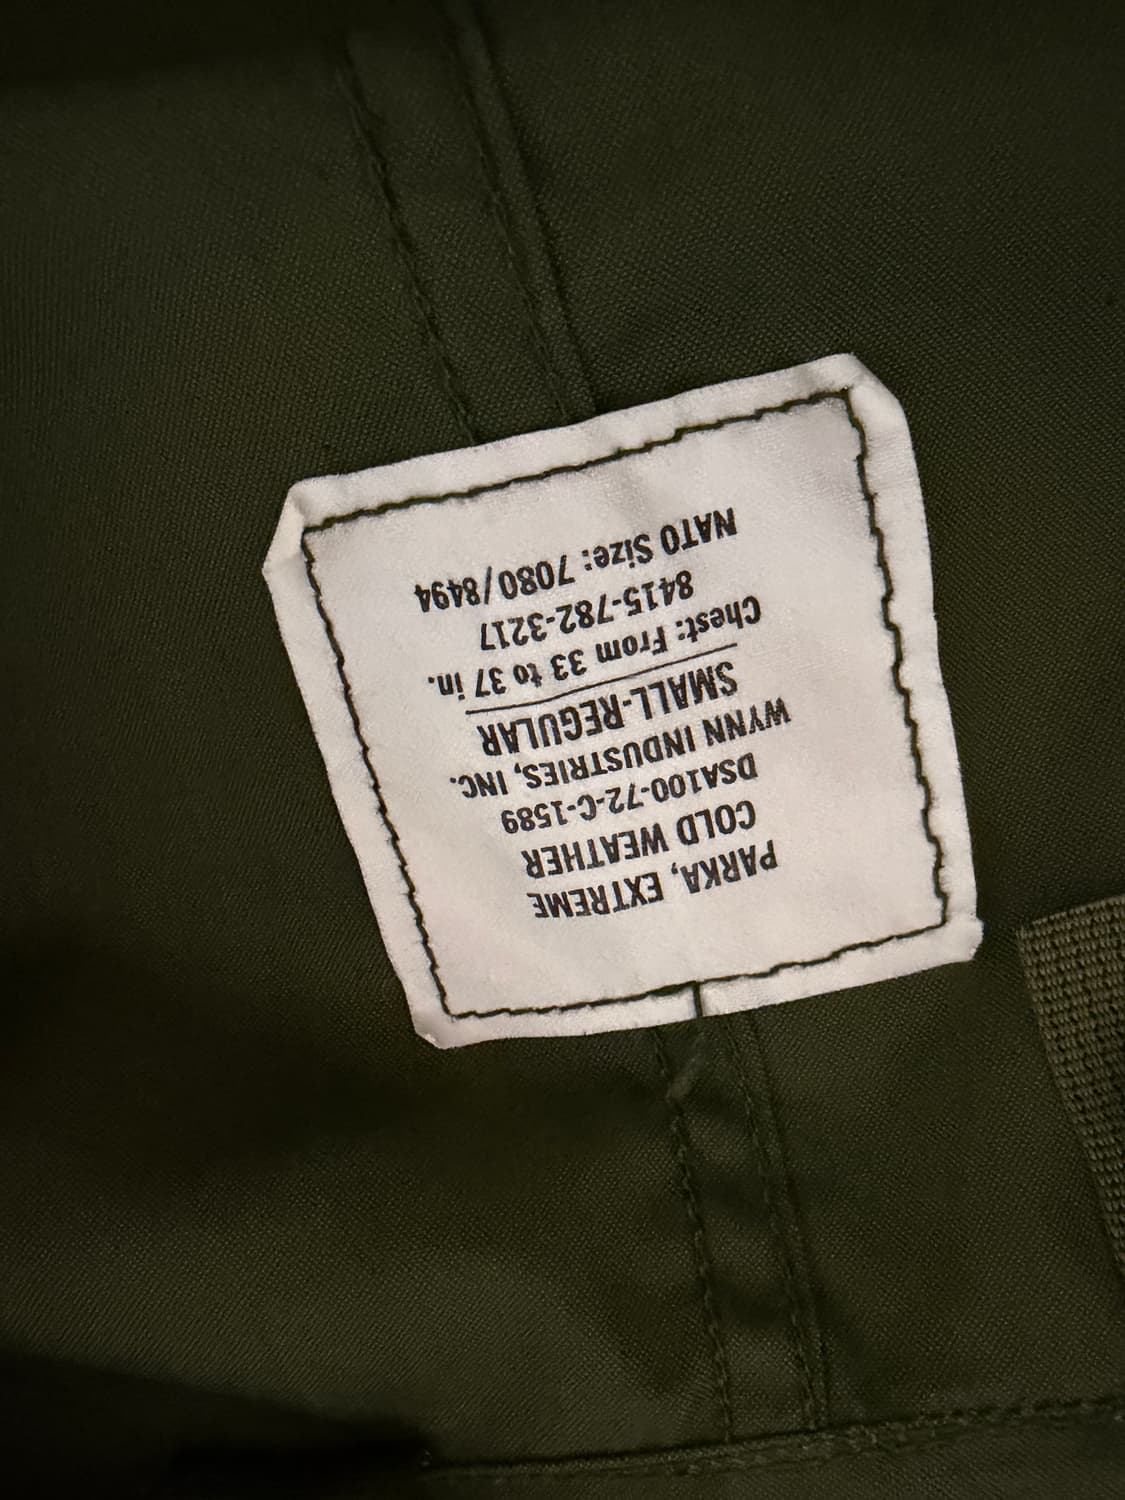 PARKA, EXTREME
COLD WEATHER
DSA100-72-C-1589
WYNN INDUSTRIES, INC.
SMALL-REGULAR
Chest: From 33 to 37 in.
8415-782-3217
NATO Size: 7080/8494